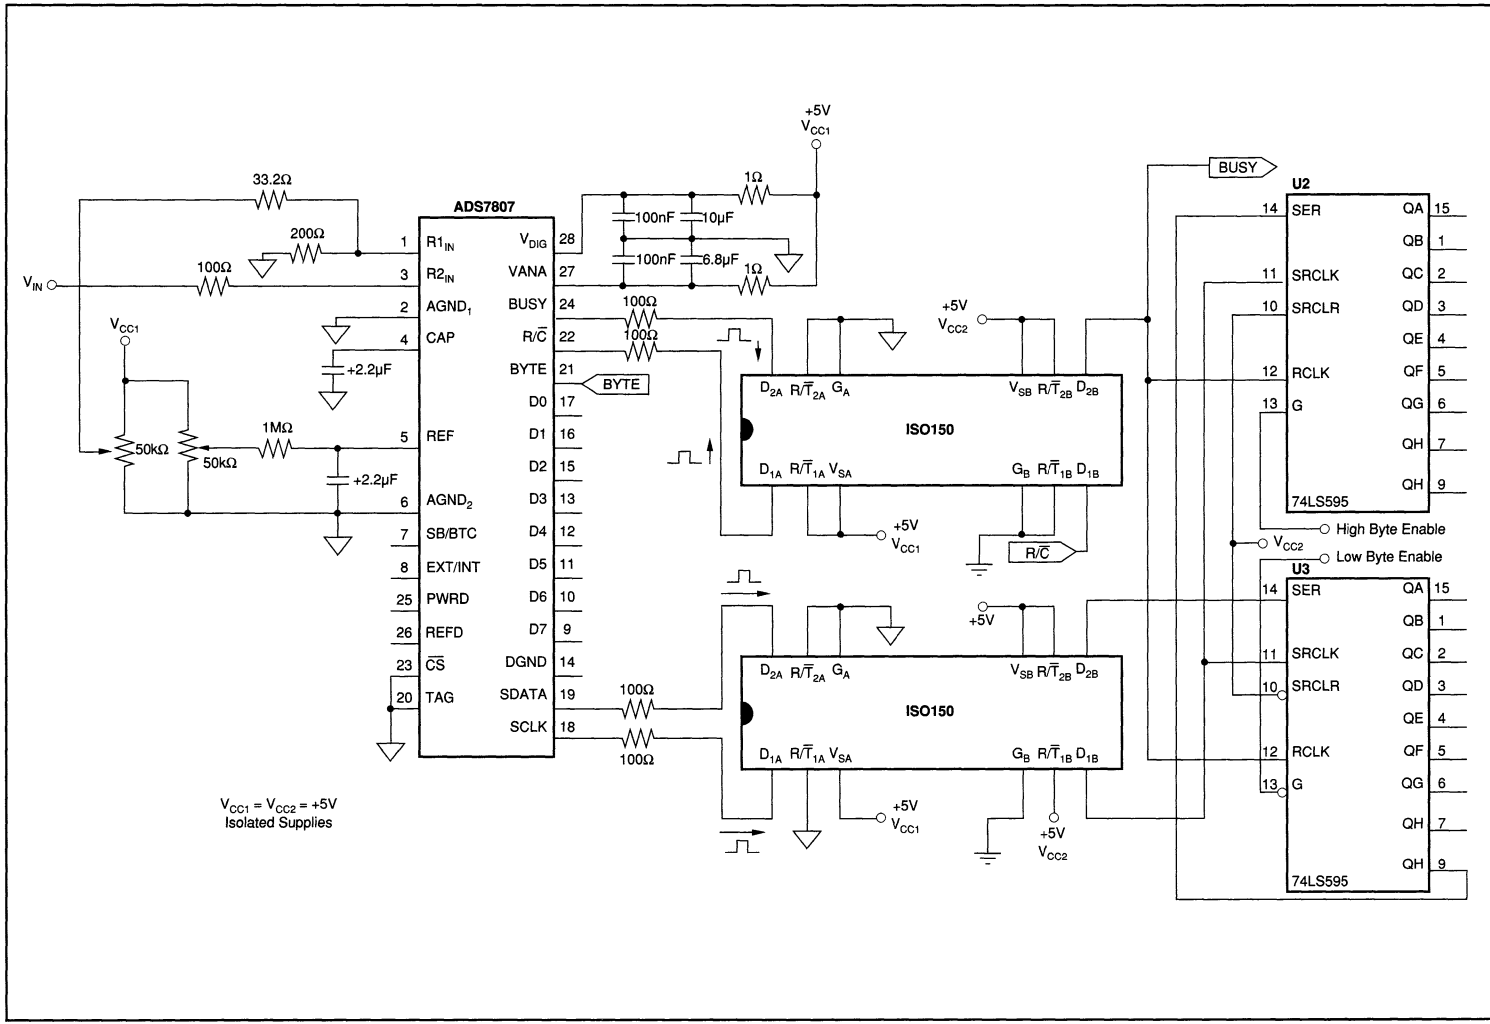 +5V
VCC1
33.2Ω
200Ω
100Ω
VIN
VCC1
50kΩ
50kΩ
1MΩ
+2.2µF
+2.2µF
ADS7807
1 R1IN
3 R2IN
2 AGND1
4 CAP
5 REF
6 AGND2
7 SB/BTC
8 EXT/INT
25 PWRD
26 REFD
23 C̅S̅
20 TAG
VDIG 28
VANA 27
BUSY 24
R/C̅ 22
BYTE 21
D0 17
D1 16
D2 15
D3 13
D4 12
D5 11
D6 10
D7 9
DGND 14
SDATA 19
SCLK 18
1Ω
100nF
10µF
100nF
6.8µF
1Ω
100Ω
100Ω
BYTE
100Ω
100Ω
+5V
VCC2
D2A R/T̅2A GA
VSB R/T̅2B D2B
ISO150
D1A R/T̅1A VSA
GB R/T̅1B D1B
+5V
VCC1
R/C̅
+5V
D2A R/T̅2A GA
VSB R/T̅2B D2B
ISO150
D1A R/T̅1A VSA
GB R/T̅1B D1B
+5V
VCC1
+5V
VCC2
BUSY
U2
14 SER
11 SRCLK
10 SRCLR
12 RCLK
13 G
QA 15
QB 1
QC 2
QD 3
QE 4
QF 5
QG 6
QH 7
QH 9
74LS595
High Byte Enable
VCC2
Low Byte Enable
U3
14 SER
11 SRCLK
10 SRCLR
12 RCLK
13 G
QA 15
QB 1
QC 2
QD 3
QE 4
QF 5
QG 6
QH 7
QH 9
74LS595
VCC1 = VCC2 = +5V
Isolated Supplies